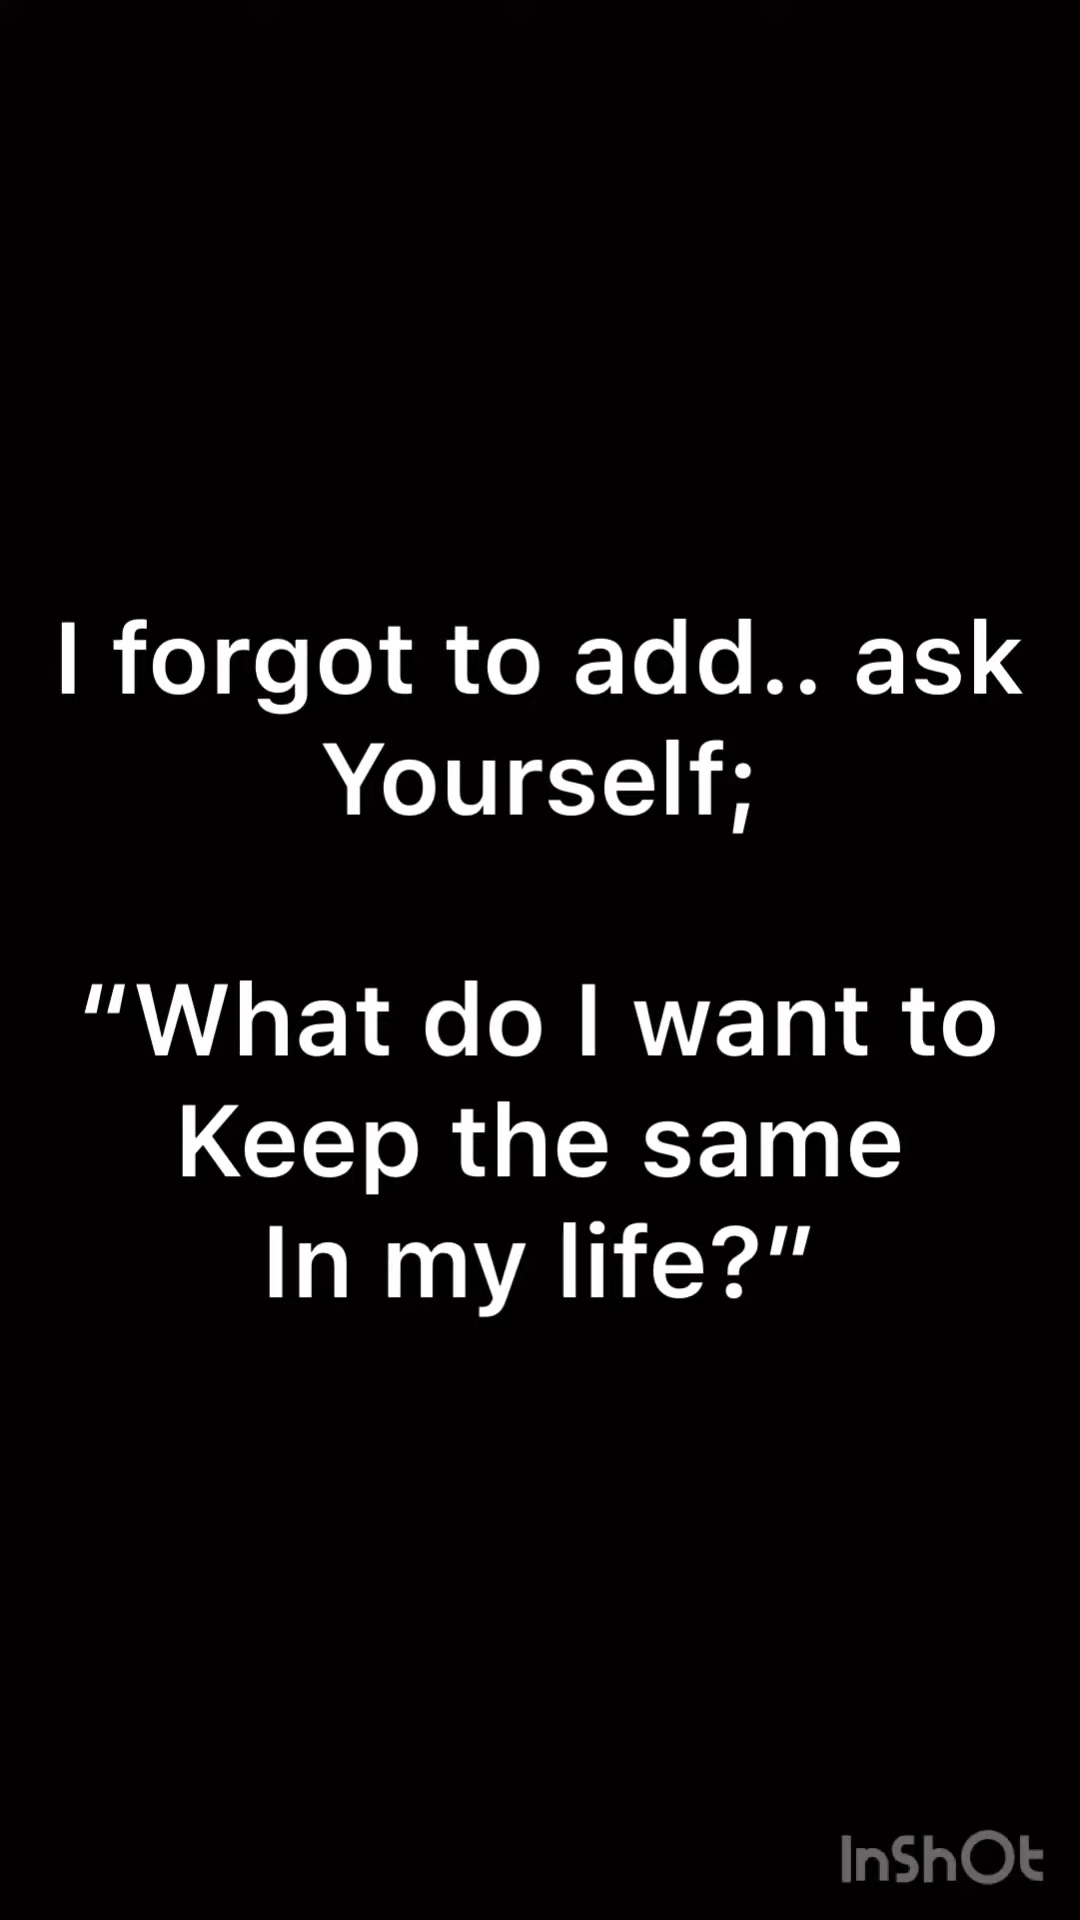 I forgot to add.. ask
Yourself;
“What do I want to
Keep the same
In my life?”
InShOt